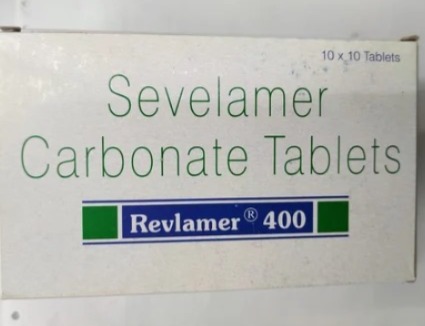 10 x 10 Tablets
Sevelamer
Carbonate Tablets
Revlamer ® 400